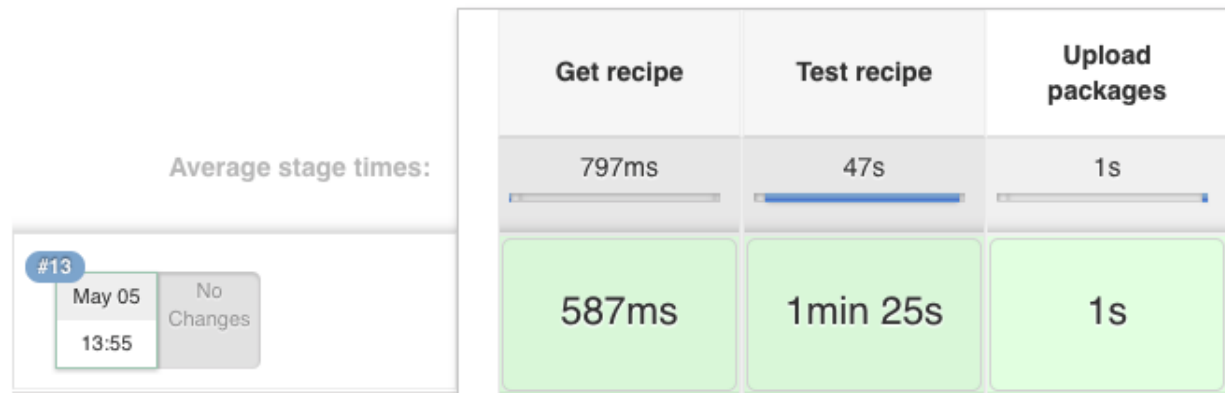 Get recipe
Test recipe
Upload
packages
Average stage times:
797ms
47s
1s
#13
May 05
13:55
No
Changes
587ms
1min 25s
1s